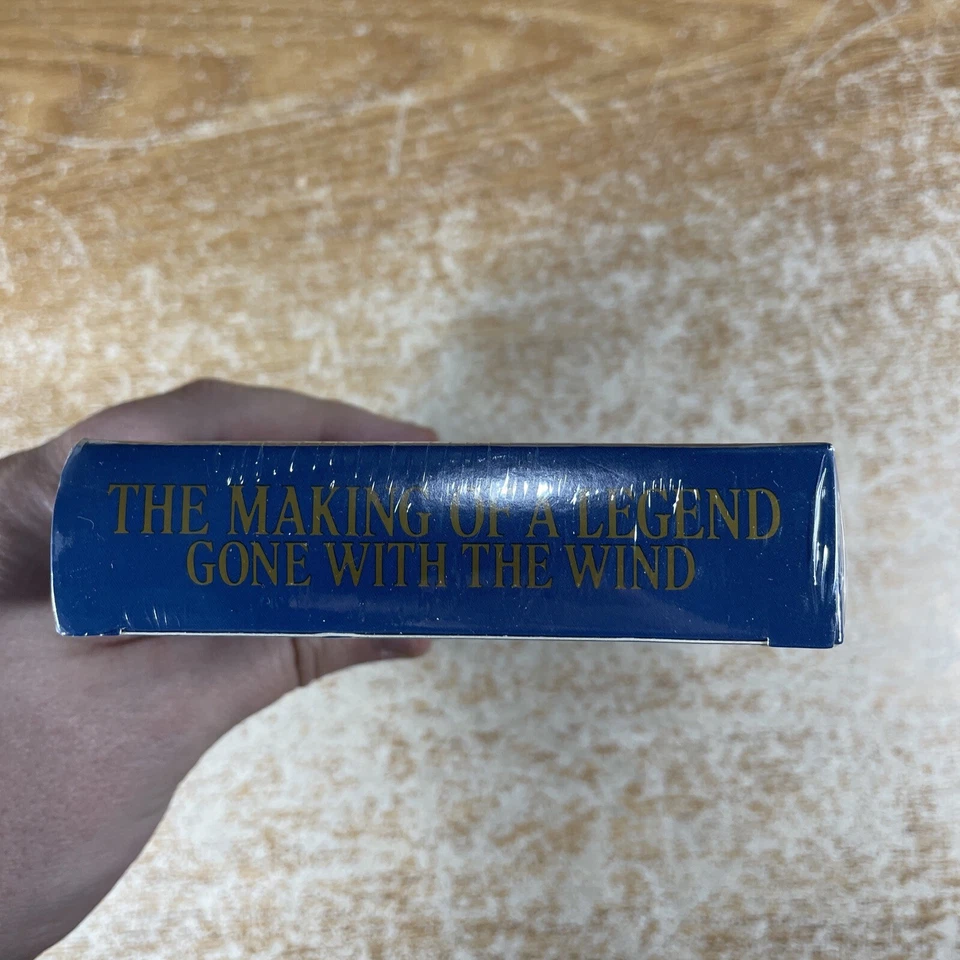 THE MAKING OF A LEGEND
GONE WITH THE WIND